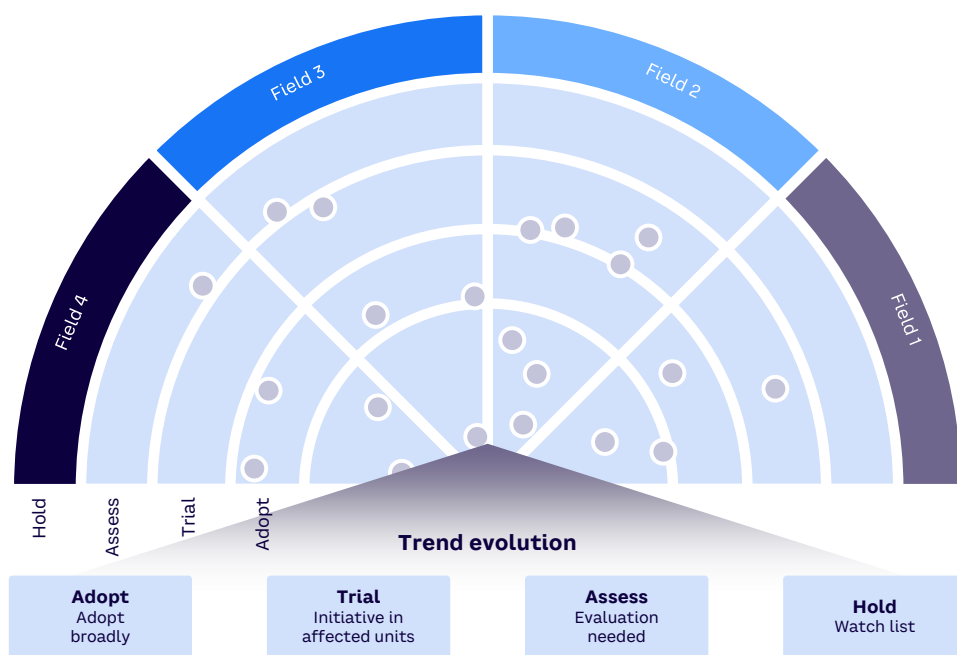 Field 3
Field 2
Field 4
Field 1
Hold
Assess
Trial
Adopt
Trend evolution
Adopt
Adopt
broadly
Trial
Initiative in
affected units
Assess
Evaluation
needed
Hold
Watch list